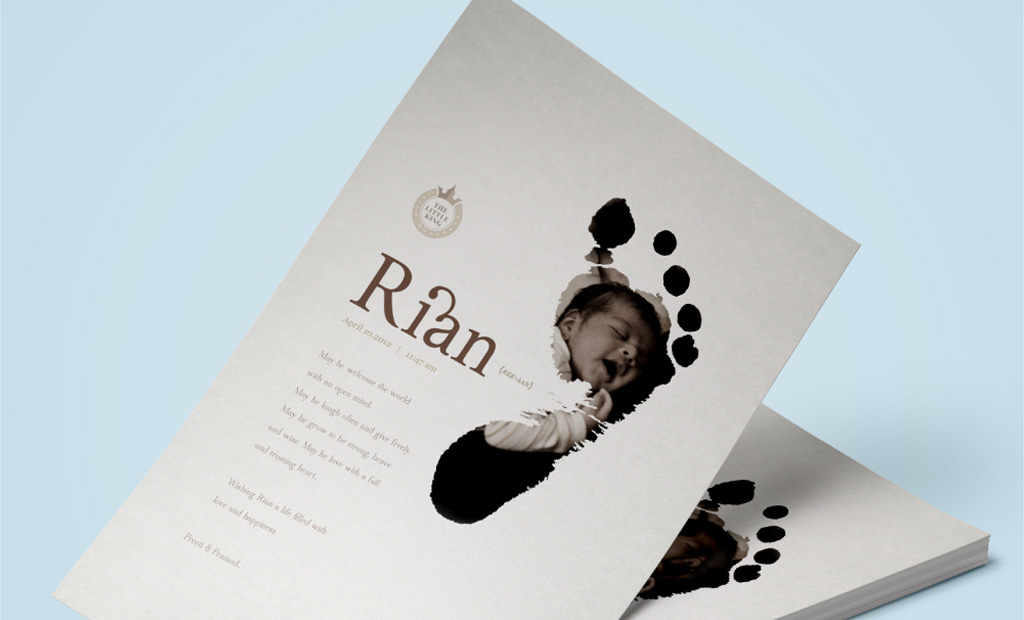 THE
LITTLE
KING
Rian
{REE-AAN}
April 10.2012 | 11:47 am
May he welcome the world
with an open mind.
May he laugh often and give freely.
May he grow to be strong, brave
and wise. May he love with a full
and trusting heart.
Wishing Rian a life filled with
love and happiness
Preeti & Pramod.